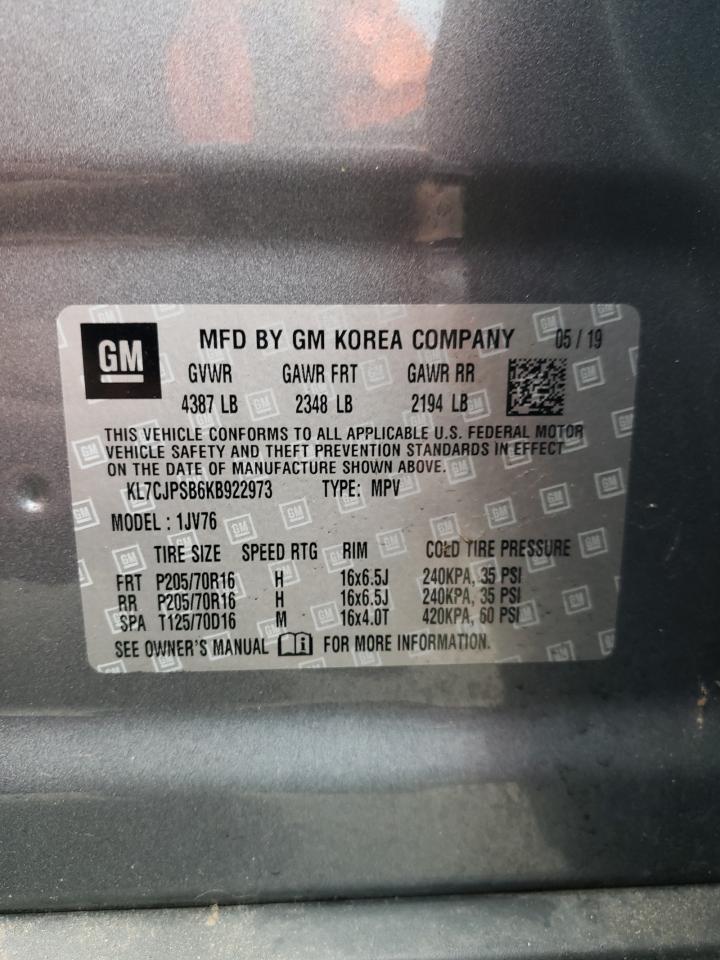 GM MFD BY GM KOREA COMPANY 05 / 19
GVWR GAWR FRT GAWR RR
4387 LB 2348 LB 2194 LB
THIS VEHICLE CONFORMS TO ALL APPLICABLE U.S. FEDERAL MOTOR
VEHICLE SAFETY AND THEFT PREVENTION STANDARDS IN EFFECT
ON THE DATE OF MANUFACTURE SHOWN ABOVE.
KL7CJPSB6KB922973 TYPE: MPV
MODEL : 1JV76
TIRE SIZE SPEED RTG RIM COLD TIRE PRESSURE
FRT P205/70R16 H 16x6.5J 240KPA, 35 PSI
RR P205/70R16 H 16x6.5J 240KPA, 35 PSI
SPA T125/70D16 M 16x4.0T 420KPA, 60 PSI
SEE OWNER'S MANUAL FOR MORE INFORMATION.